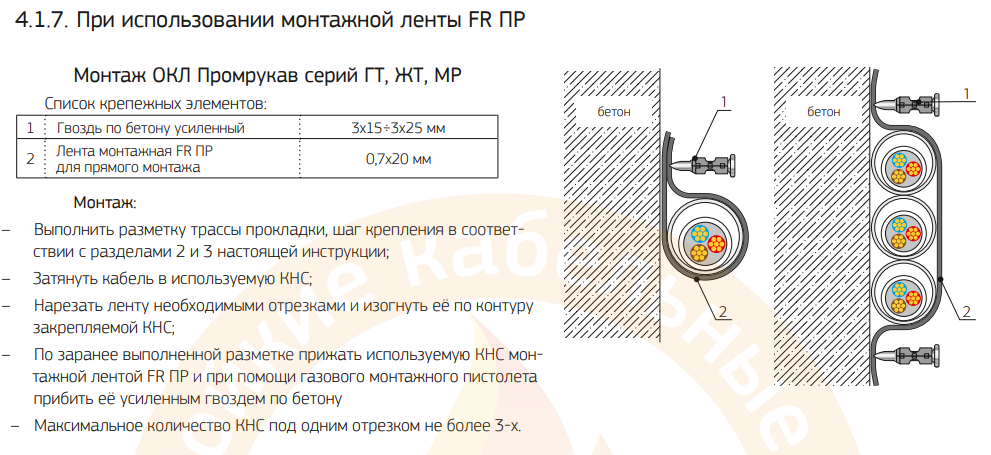 4.1.7. При использовании монтажной ленты FR ПР
Монтаж ОКЛ Промрукав серий ГТ, ЖТ, МР
Список крепежных элементов:
1 Гвоздь по бетону усиленный 3x15÷3x25 мм
2 Лента монтажная FR ПР
для прямого монтажа 0,7x20 мм
Монтаж:
– Выполнить разметку трассы прокладки, шаг крепления в соответ-
ствии с разделами 2 и 3 настоящей инструкции;
– Затянуть кабель в используемую КНС;
– Нарезать ленту необходимыми отрезками и изогнуть её по контуру
закрепляемой КНС;
– По заранее выполненной разметке прижать используемую КНС мон-
тажной лентой FR ПР и при помощи газового монтажного пистолета
прибить её усиленным гвоздем по бетону
– Максимальное количество КНС под одним отрезком не более 3-х.
бетон
1
2
бетон
1
2
кабельные